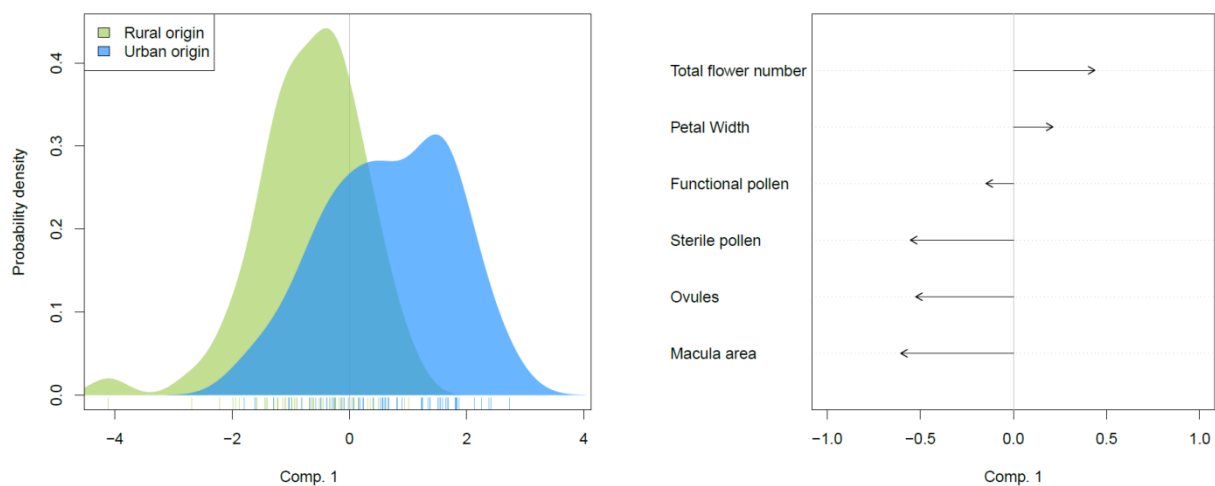 Rural origin
Urban origin
Probability density
0.0
0.1
0.2
0.3
0.4
−4
−2
0
2
4
Comp. 1
Total flower number
Petal Width
Functional pollen
Sterile pollen
Ovules
Macula area
−1.0
−0.5
0.0
0.5
1.0
Comp. 1